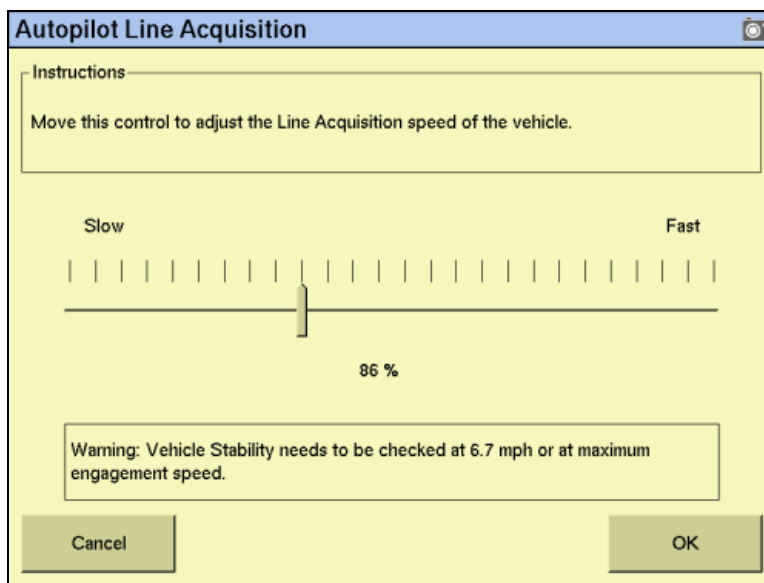 Autopilot Line Acquisition
Instructions
Move this control to adjust the Line Acquisition speed of the vehicle.
Slow Fast
86 %
Warning: Vehicle Stability needs to be checked at 6.7 mph or at maximum
engagement speed.
Cancel OK